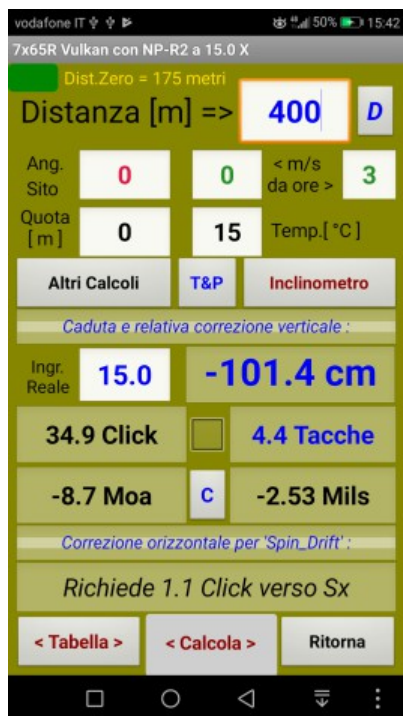 vodafone IT 50% 15:42
7x65R Vulkan con NP-R2 a 15.0 X
Dist.Zero = 175 metri
Distanza [m] => 400 D
Ang. Sito 0 0 < m/s da ore > 3
Quota [m] 0 15 Temp.[°C]
Altri Calcoli T&P Inclinometro
Caduta e relativa correzione verticale :
Ingr. Reale 15.0 -101.4 cm
34.9 Click 4.4 Tacche
-8.7 Moa C -2.53 Mils
Correzione orizzontale per 'Spin_Drift' :
Richiede 1.1 Click verso Sx
< Tabella > < Calcola > Ritorna